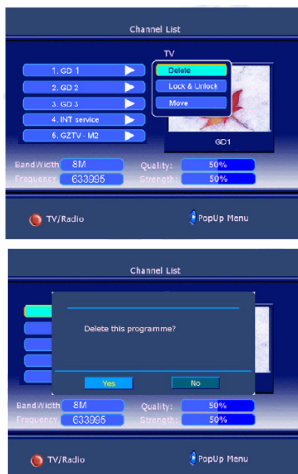 Channel List
TV
1. GD 1
Delete
2. GD 2
Lock & Unlock
3. GD 3
Move
4. INT service
5. GZTV - M2
GD1
BandWidth 8M Quality: 50%
Frequence 633995 Strength: 50%
TV/Radio PopUp Menu
Channel List
Delete this programme?
Yes No
BandWidth 8M Quality: 50%
Frequence 633995 Strength: 50%
TV/Radio PopUp Menu